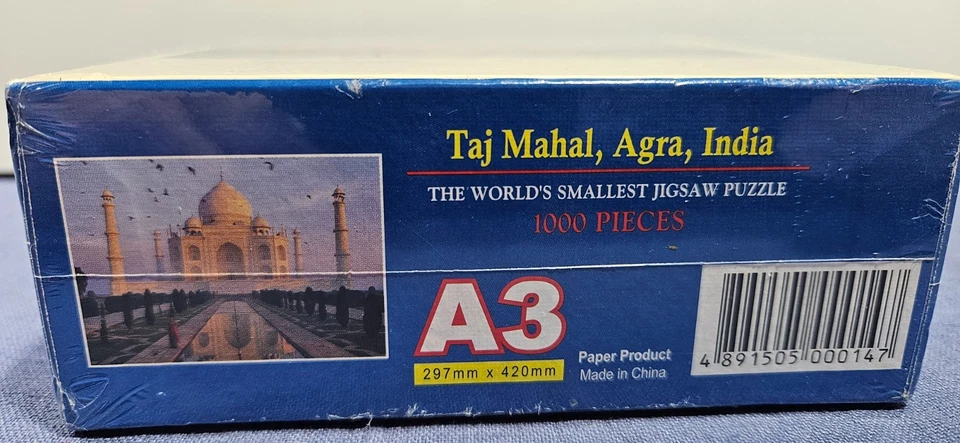 Taj Mahal, Agra, India
THE WORLD'S SMALLEST JIGSAW PUZZLE
1000 PIECES
A3
297mm x 420mm
Paper Product
Made in China
4 891505 000147